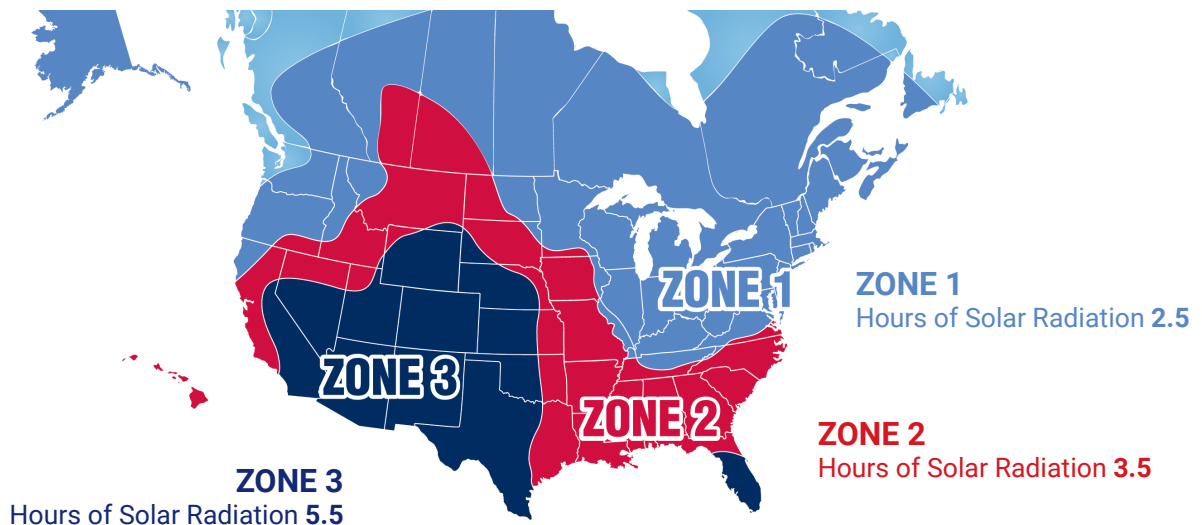 ZONE 1
ZONE 1
Hours of Solar Radiation 2.5
ZONE 3
ZONE 2
ZONE 2
Hours of Solar Radiation 3.5
ZONE 3
Hours of Solar Radiation 5.5